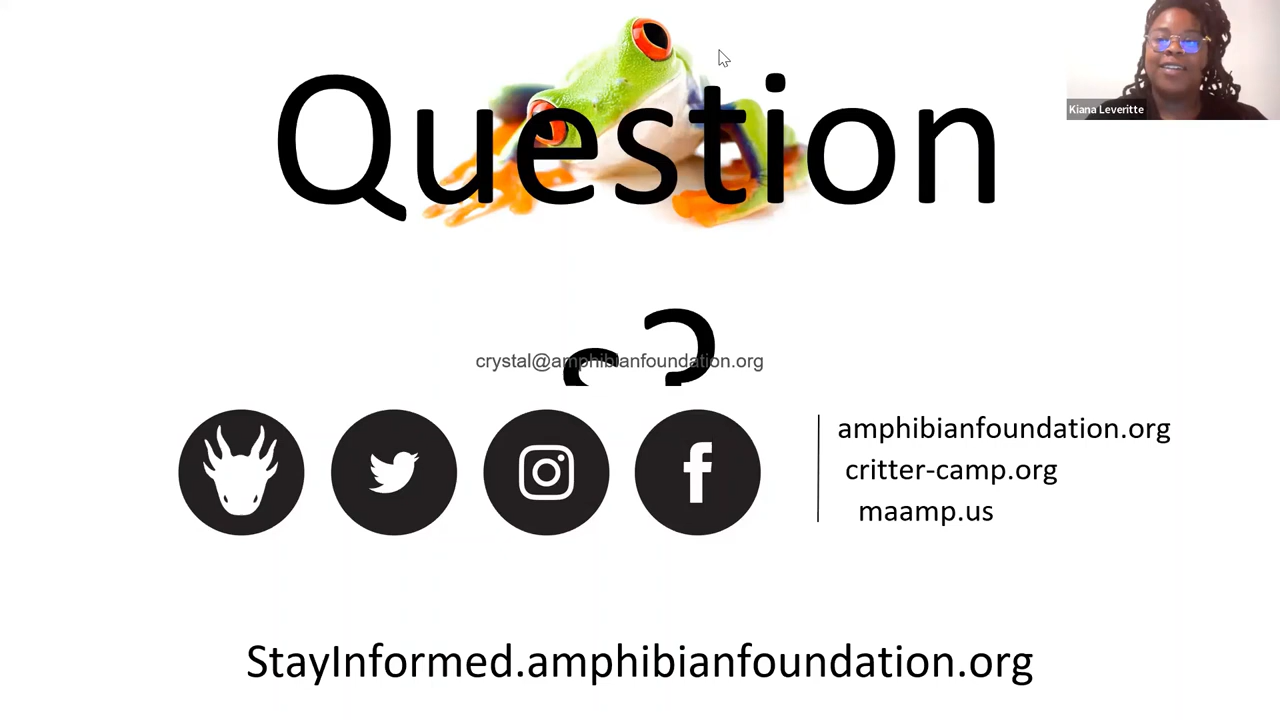 Question
s?
crystal@amphibianfoundation.org
Kiana Leveritte
amphibianfoundation.org
critter-camp.org
maamp.us
StayInformed.amphibianfoundation.org